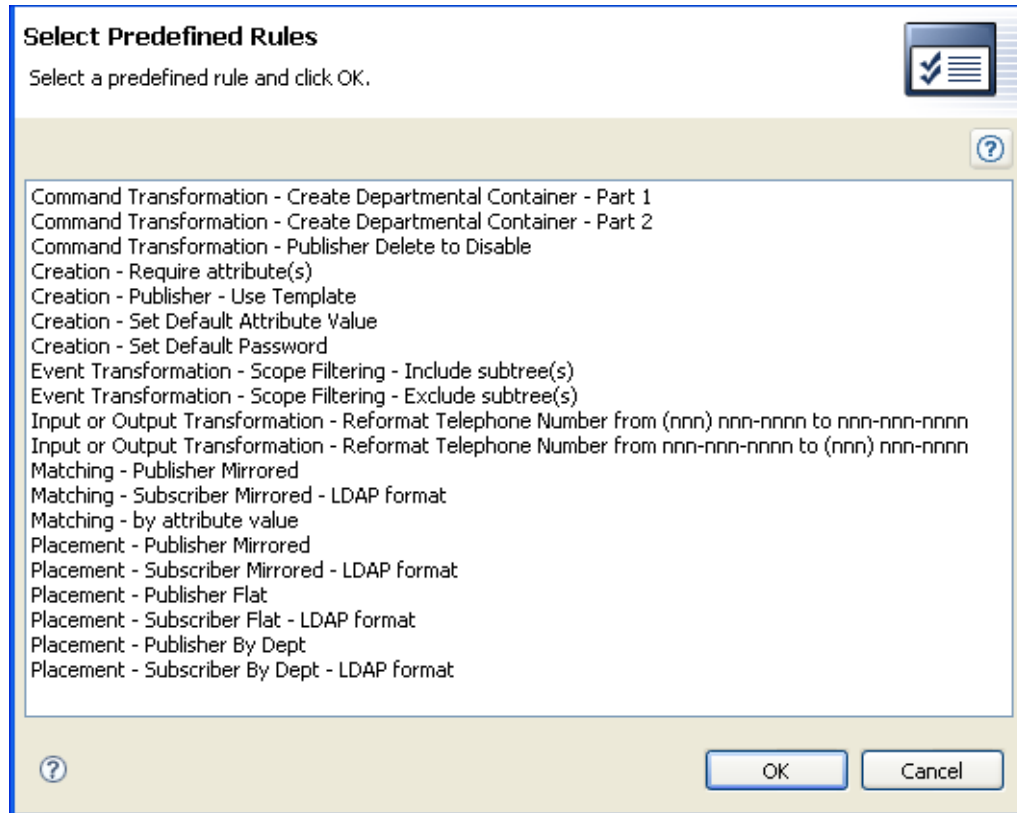 Select Predefined Rules
Select a predefined rule and click OK.
Command Transformation - Create Departmental Container - Part 1
Command Transformation - Create Departmental Container - Part 2
Command Transformation - Publisher Delete to Disable
Creation - Require attribute(s)
Creation - Publisher - Use Template
Creation - Set Default Attribute Value
Creation - Set Default Password
Event Transformation - Scope Filtering - Include subtree(s)
Event Transformation - Scope Filtering - Exclude subtree(s)
Input or Output Transformation - Reformat Telephone Number from (nnn) nnn-nnnn to nnn-nnn-nnnn
Input or Output Transformation - Reformat Telephone Number from nnn-nnn-nnnn to (nnn) nnn-nnnn
Matching - Publisher Mirrored
Matching - Subscriber Mirrored - LDAP format
Matching - by attribute value
Placement - Publisher Mirrored
Placement - Subscriber Mirrored - LDAP format
Placement - Publisher Flat
Placement - Subscriber Flat - LDAP format
Placement - Publisher By Dept
Placement - Subscriber By Dept - LDAP format
OK Cancel